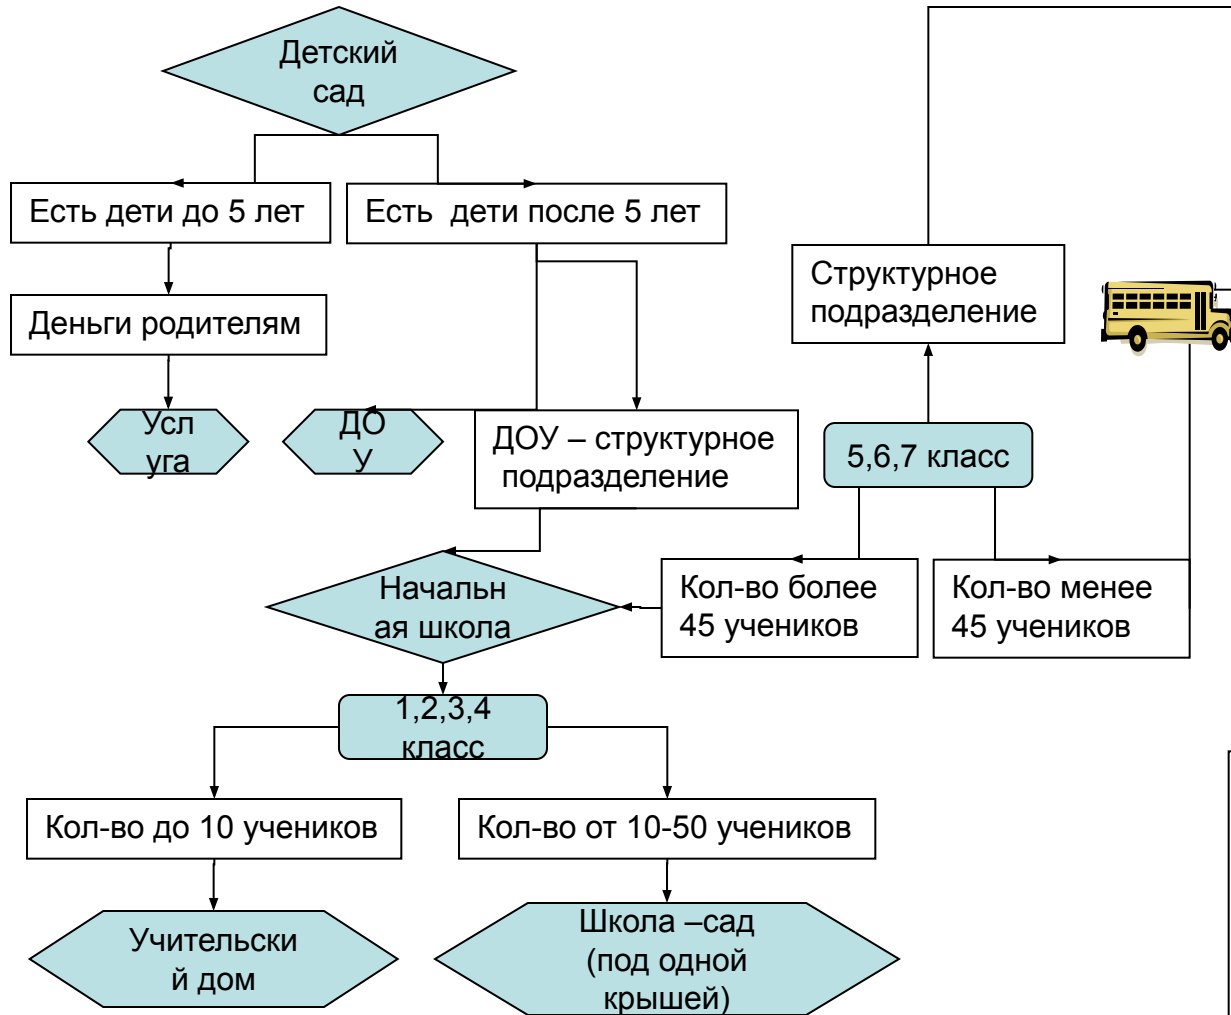 Детский
сад
Есть дети до 5 лет
Есть дети после 5 лет
Деньги родителям
Структурное
подразделение
Усл
уга
ДО
У
ДОУ – структурное
подразделение
5,6,7 класс
Начальн
ая школа
Кол-во более
45 учеников
Кол-во менее
45 учеников
1,2,3,4
класс
Кол-во до 10 учеников
Кол-во от 10-50 учеников
Учительски
й дом
Школа –сад
(под одной
крышей)